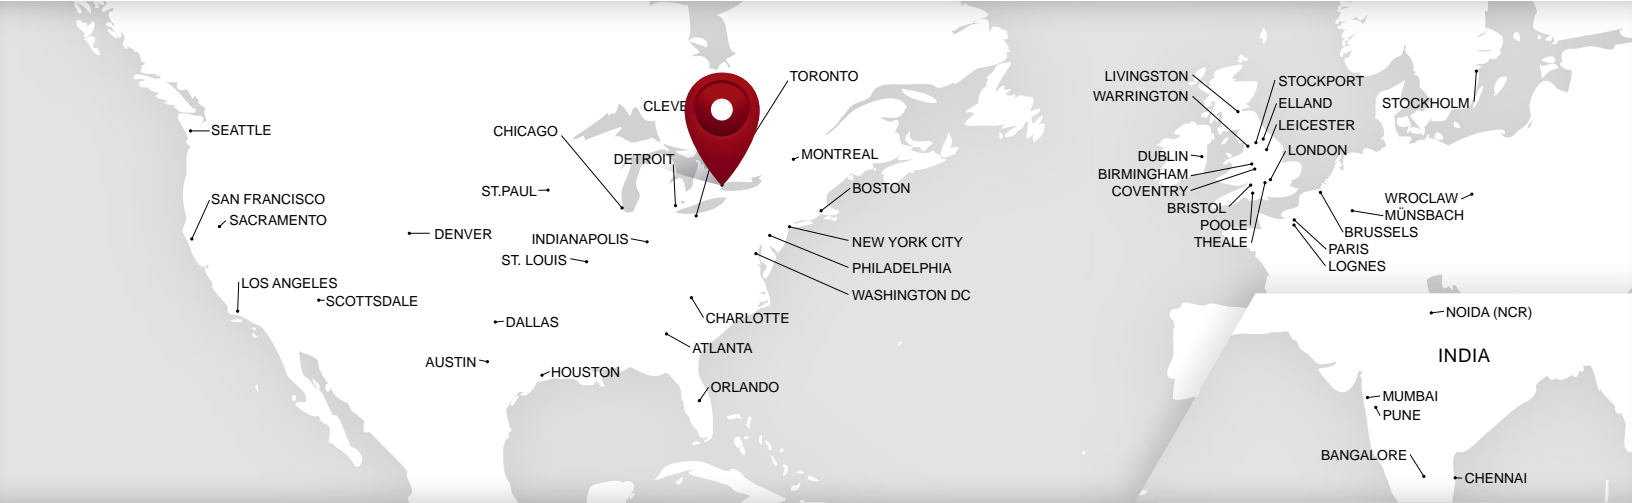 TORONTO
CLEVE
SEATTLE
CHICAGO
MONTREAL
DETROIT
ST.PAUL
BOSTON
SAN FRANCISCO
SACRAMENTO
DENVER
INDIANAPOLIS
NEW YORK CITY
ST. LOUIS
PHILADELPHIA
LOS ANGELES
SCOTTSDALE
WASHINGTON DC
DALLAS
CHARLOTTE
ATLANTA
AUSTIN
HOUSTON
ORLANDO
LIVINGSTON
WARRINGTON
STOCKPORT
ELLAND
LEICESTER
STOCKHOLM
DUBLIN
LONDON
BIRMINGHAM
COVENTRY
BRISTOL
POOLE
THEALE
WROCLAW
MÜNSBACH
BRUSSELS
PARIS
LOGNES
NOIDA (NCR)
INDIA
MUMBAI
PUNE
BANGALORE
CHENNAI